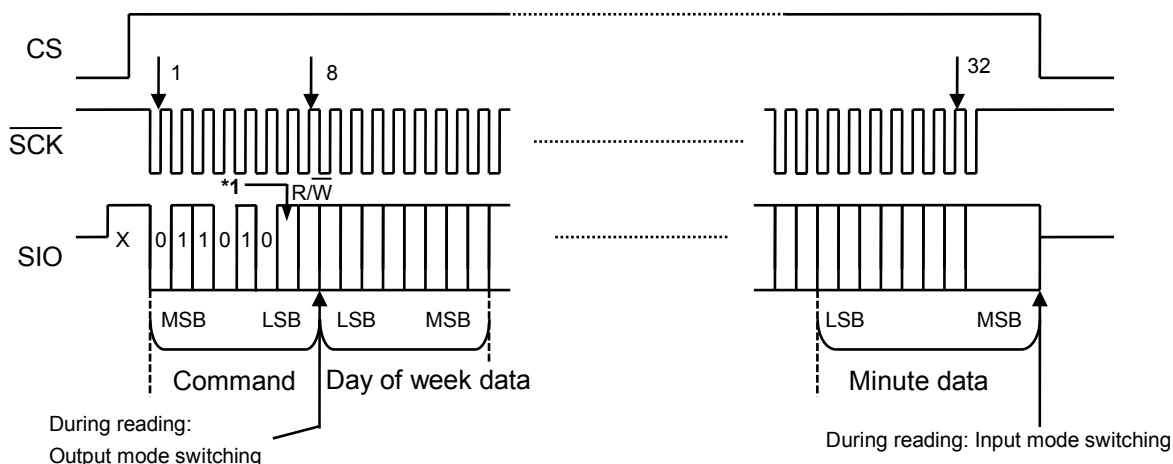 CS
1
8
32
SCK
*1
R/W
X
0 1 1 0 1 0
SIO
MSB LSB LSB MSB LSB MSB
Command Day of week data Minute data
During reading:
Output mode switching
During reading: Input mode switching